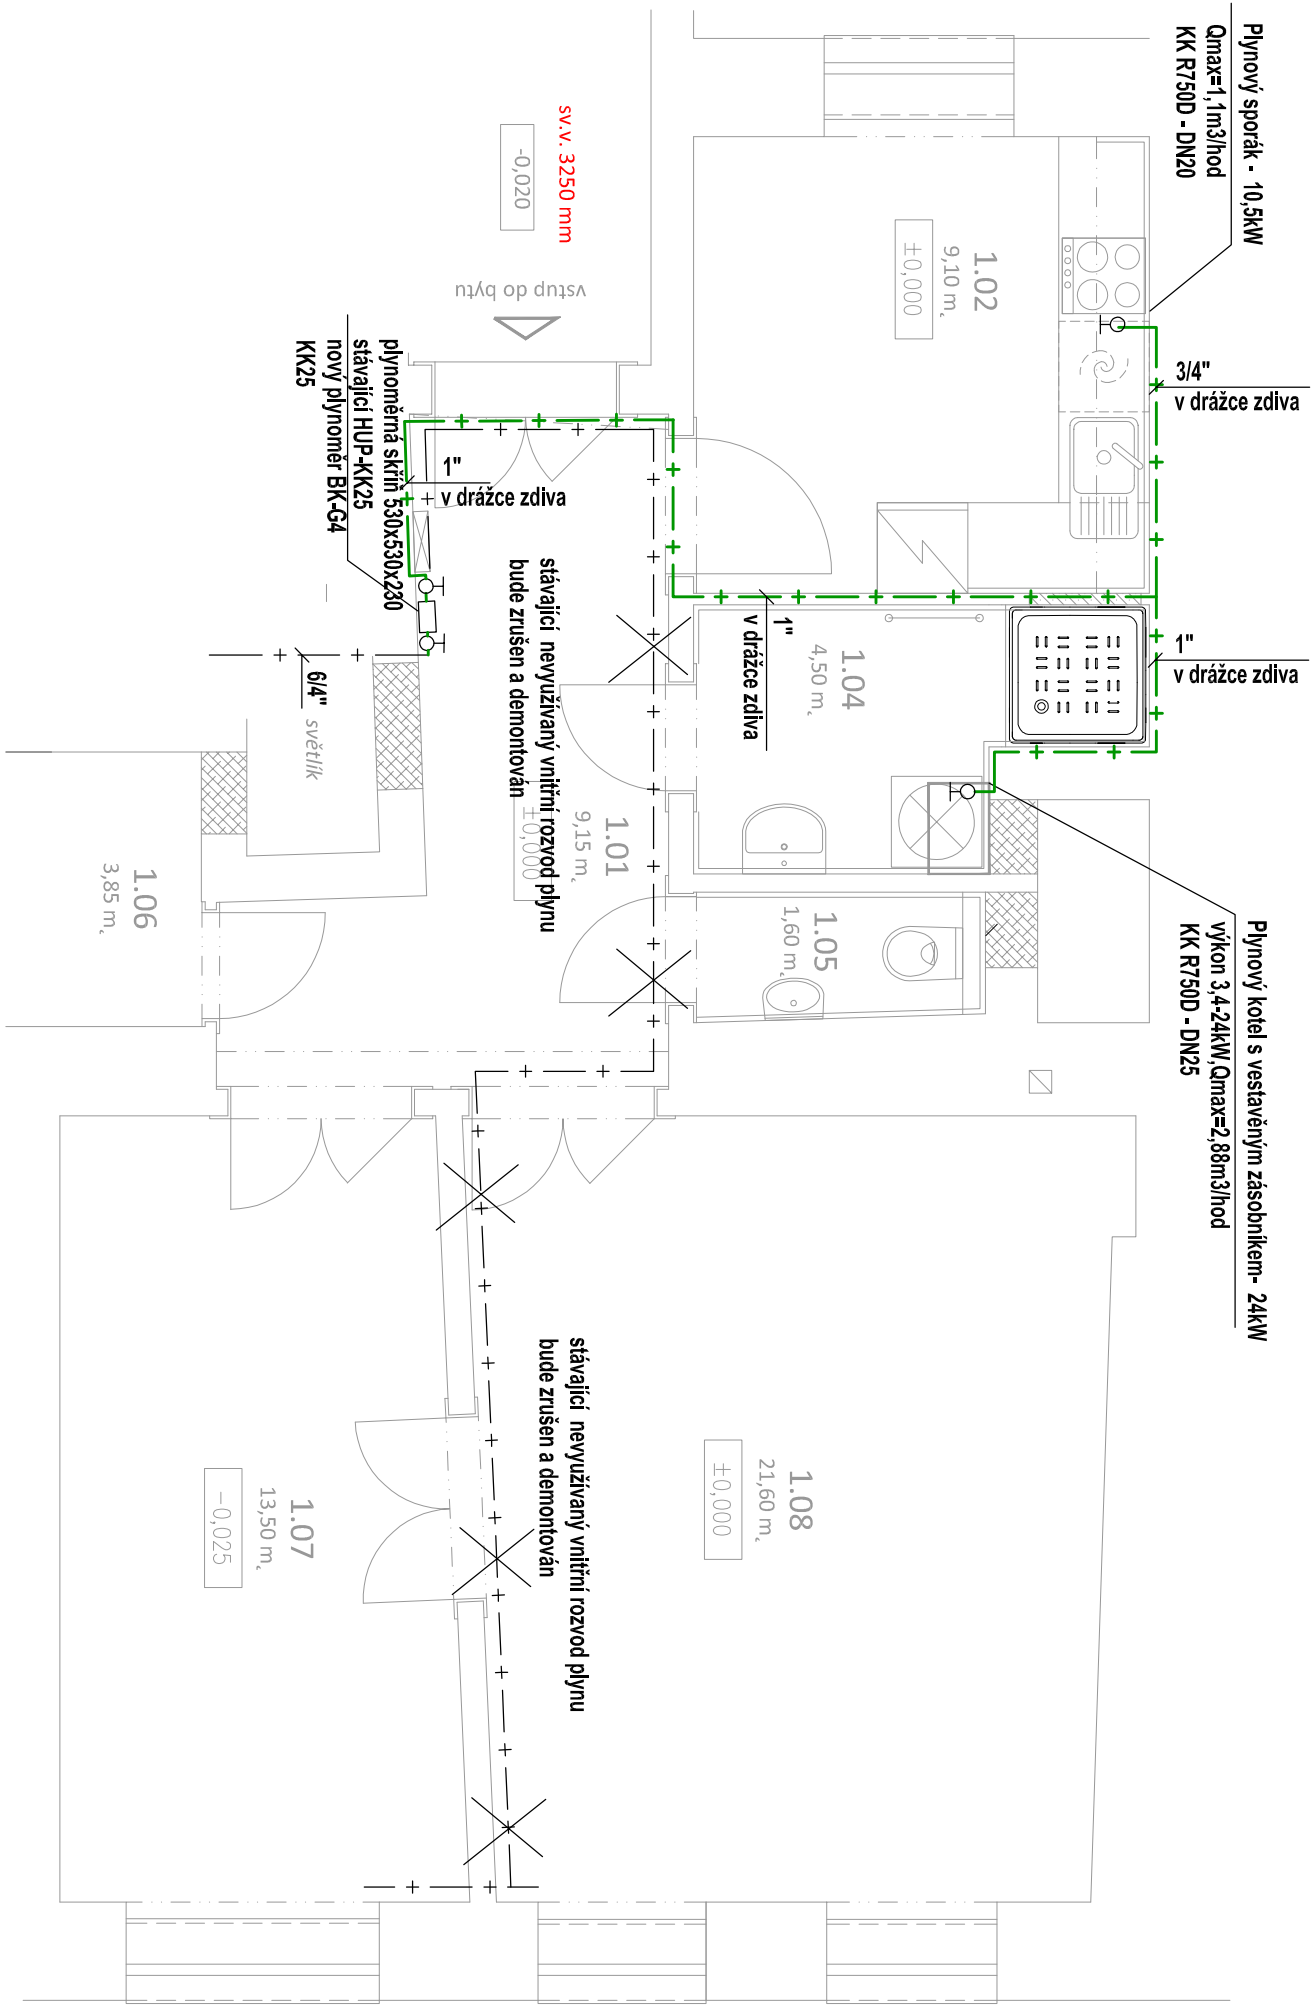 Plynový sporák - 10,5kW
Qmax=1,1m3/hod
KK R750D - DN20
3/4"
v drážce zdiva
sv.v. 3250 mm
-0,020
vstup do bytu
1.02
9,10 m
±0,000
plynoměrná skříň 530x530x230
stávající HUP-KK25
nový plynoměr BK-G4
KK25
1"
v drážce zdiva
1"
v drážce zdiva
1"
v drážce zdiva
1.04
4,50 m
stávající nevyužívaný vnitřní rozvod plynu
bude zrušen a demontován
6/4"
světlík
1.01
9,15 m
±0,000
1.05
1,60 m
1.06
3,85 m
Plynový kotel s vestavěným zásobníkem- 24kW
výkon 3,4-24kW,Qmax=2,88m3/hod
KK R750D - DN25
stávající nevyužívaný vnitřní rozvod plynu
bude zrušen a demontován
1.08
21,60 m
±0,000
1.07
13,50 m
-0,025